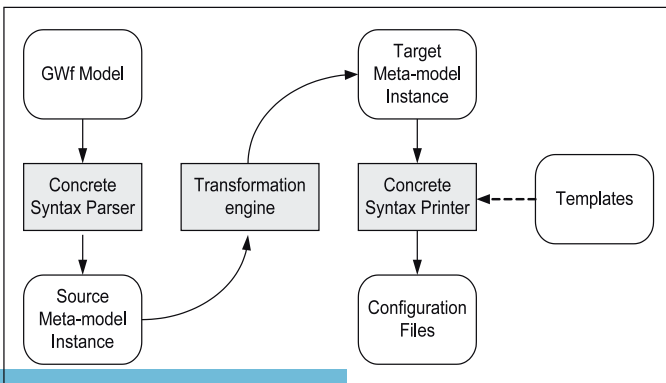 GWf Model
Concrete
Syntax Parser
Source
Meta-model
Instance
Transformation
engine
Target
Meta-model
Instance
Concrete
Syntax Printer
Configuration
Files
Templates